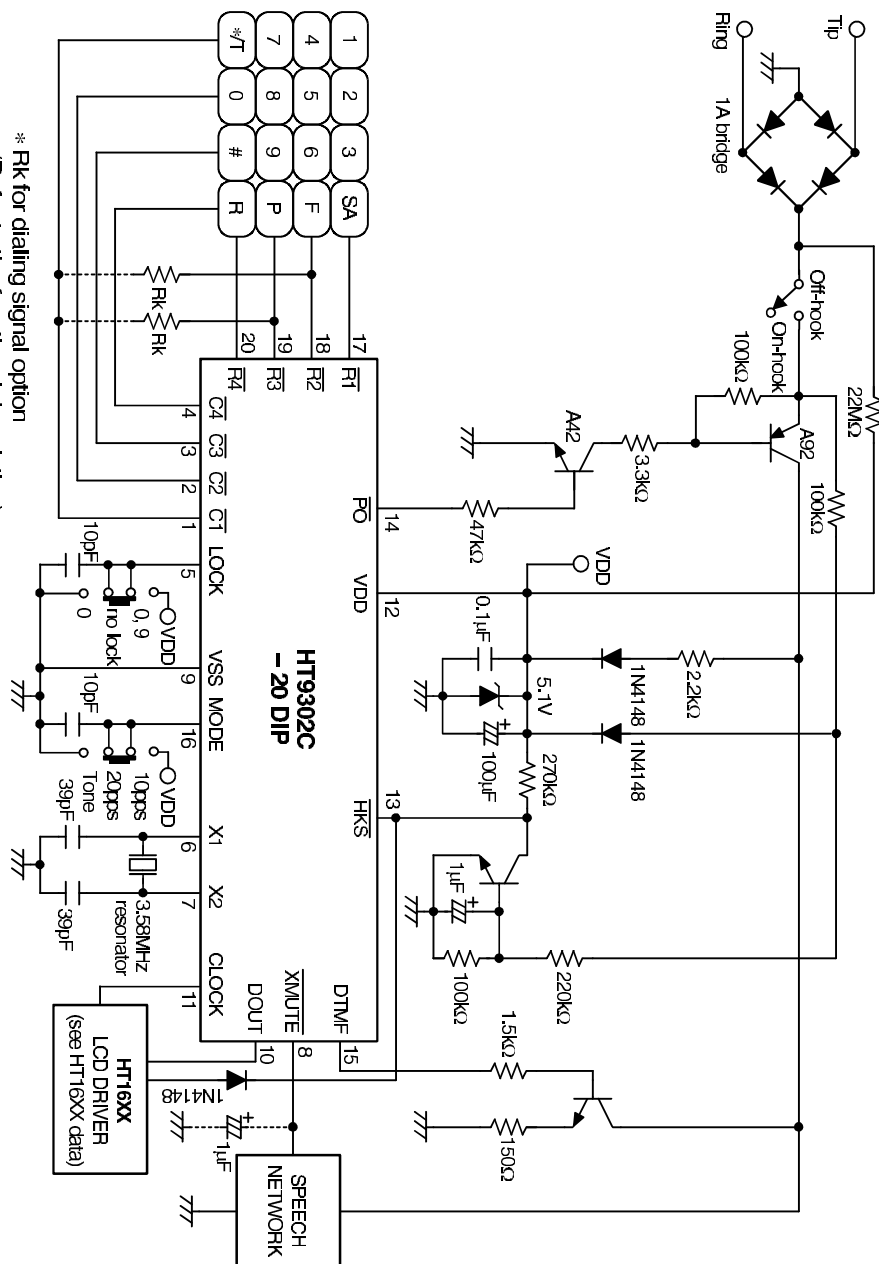 Tip
Ring
1A bridge
Off-hook
On-hook
22MΩ
100kΩ
A92
100kΩ
3.3kΩ
A42
47kΩ
VDD
0.1μF
5.1V
100μF
2.2kΩ
1N4148
1N4148
270kΩ
1μF
+
+
100kΩ
220kΩ
1.5kΩ
150Ω
1 2 3 SA
4 5 6 F
7 8 9 P
*/T 0 # R
Rk
Rk
17 R1
18 R2
19 R3
20 R4
4 C4
3 C3
2 C2
1 C1
14 PO
12 VDD
13 HKS
HT9302C
– 20 DIP
5 LOCK
9 VSS
16 MODE
6 X1
7 X2
11 CLOCK
10 DOUT
8 XMUTE
15 DTMF
10pF
VDD
0, 9
no lock
0
10pF
VDD
10pps
20pps
Tone
39pF
39pF
3.58MHz
resonator
HT16XX
LCD DRIVER
(see HT16XX data)
1N4148
+
1μF
SPEECH
NETWORK
* Rk for dialing signal option